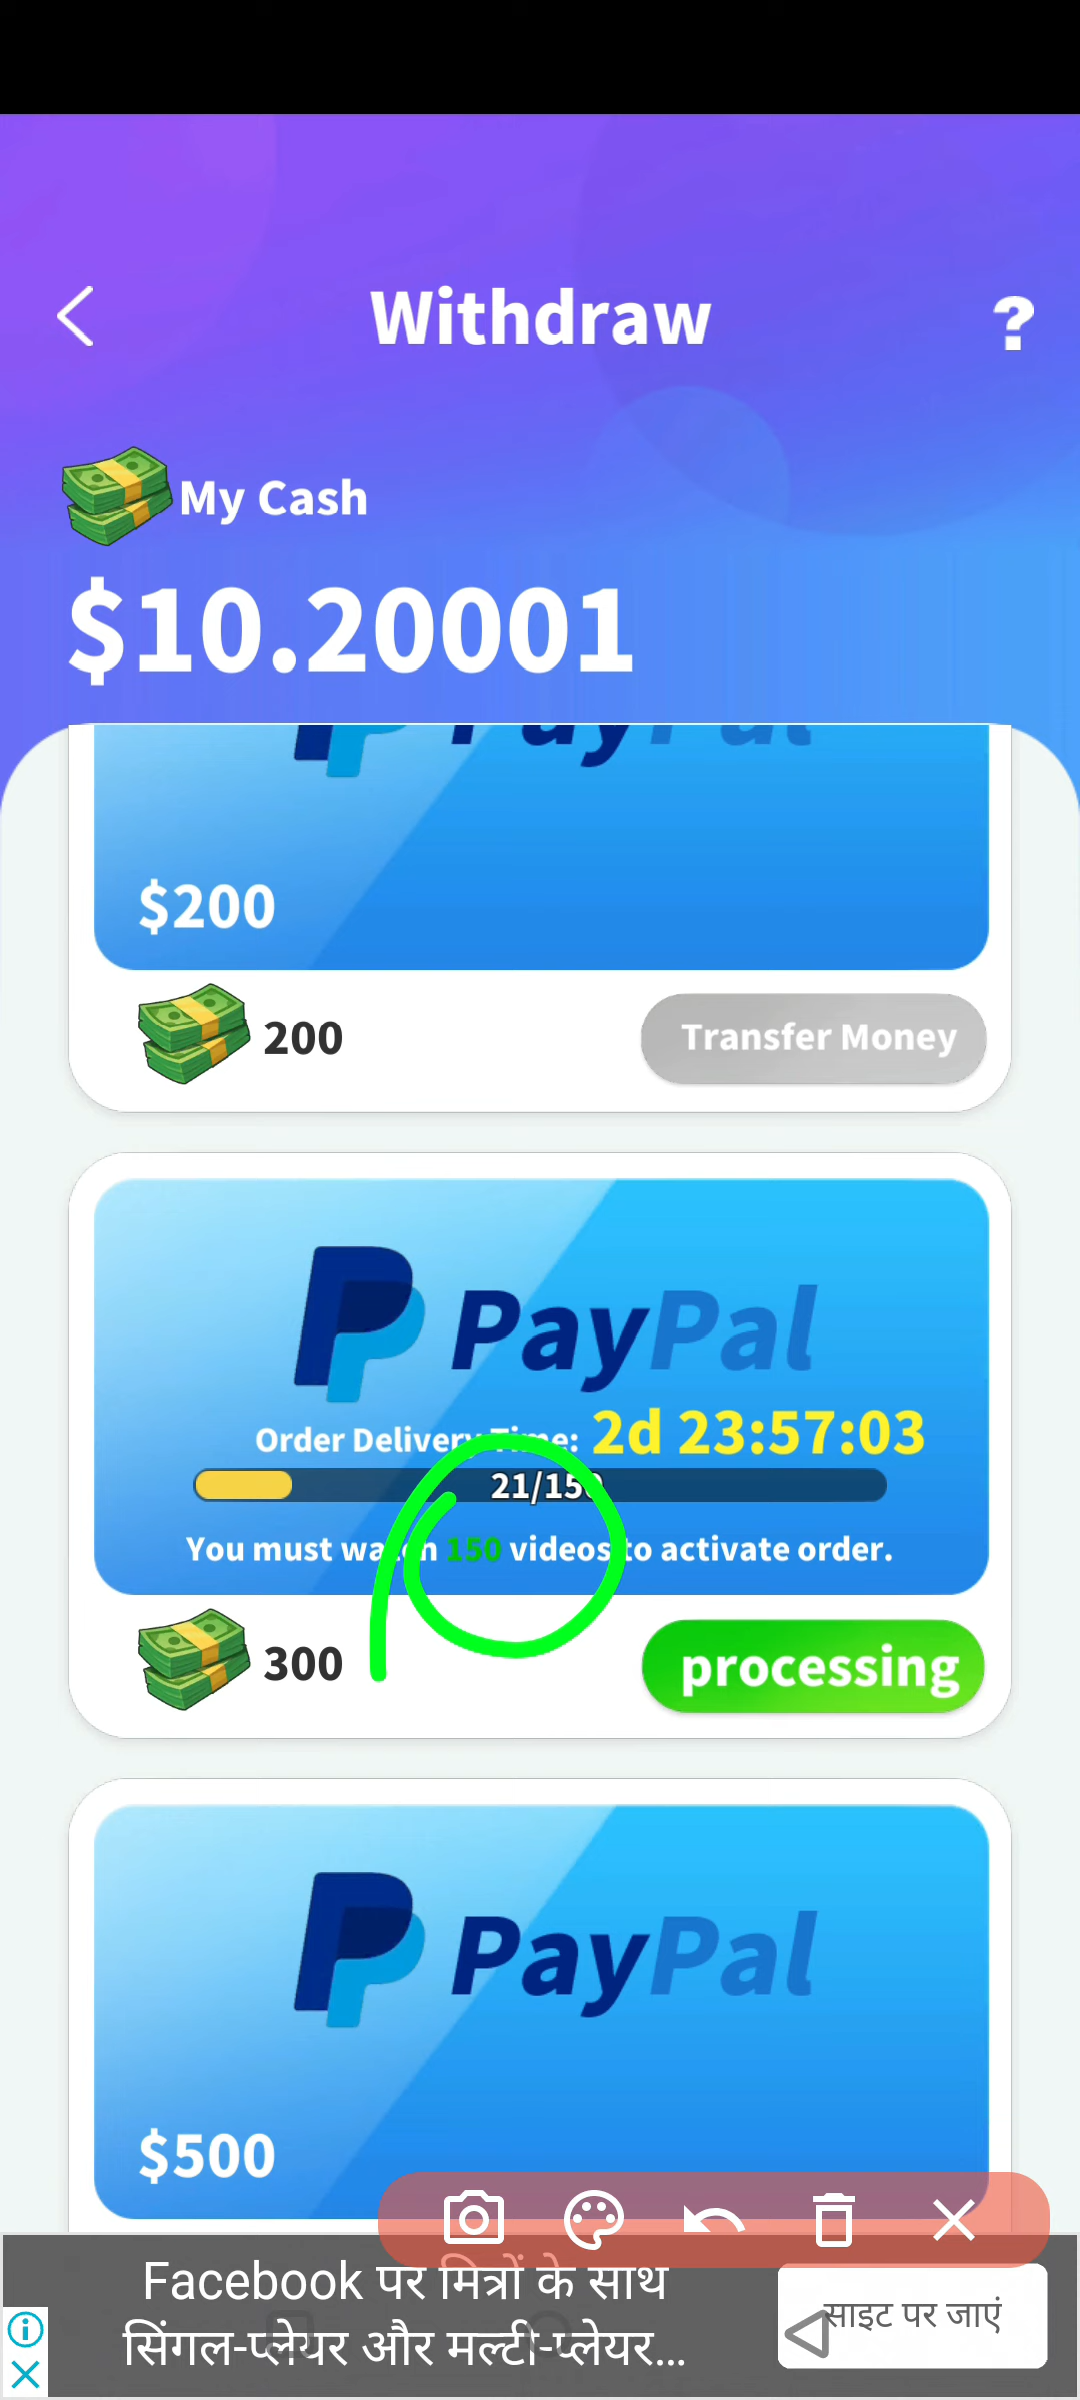 Withdraw
?
My Cash
$10.20001
PayPal
$200
200
Transfer Money
PayPal
Order Delivery Time: 2d 23:57:03
21/150
You must watch 150 videos to activate order.
300
processing
PayPal
$500
Facebook पर मित्रों के साथ
सिंगल-प्लेयर और मल्टी-प्लेयर...
साइट पर जाएं